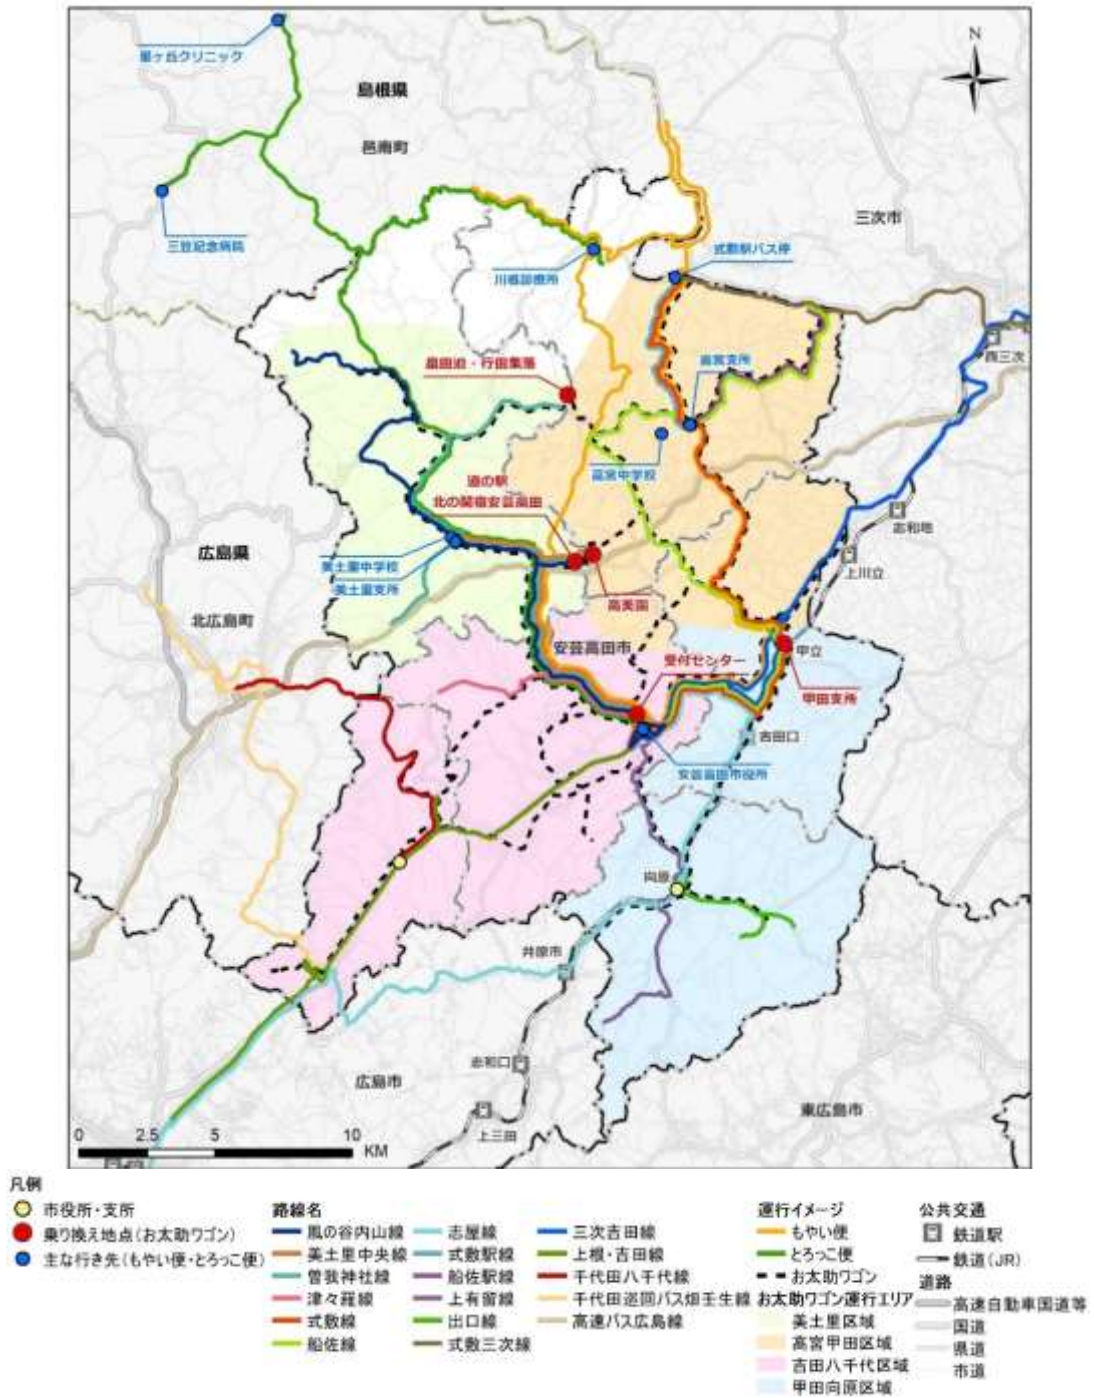 N
星ヶ丘クリニック
島根県
邑南町
三次市
三笠記念病院
川根診療所
式敷駅バス停
西三次
高宮支所
高宮中学校
道の駅
北の関宿安芸高田
志和地
広島県
美土里中学校
美土里支所
上川立
北広島町
高美園
安芸高田市
受付センター
甲立
甲田支所
吉田口
安芸高田市役所
向原
井原市
志和口
広島市
東広島市
上三田
0 2.5 5 10
KM
凡例
市役所・支所
乗り換え地点(お太助ワゴン)
主な行き先(もやい便・とろっこ便)
路線名
風の谷内山線
美土里中央線
曽我神社線
津々羅線
式敷線
船佐線
志屋線
式敷駅線
船佐駅線
上有留線
出口線
式敷三次線
三次吉田線
上根・吉田線
千代田八千代線
千代田巡回バス畑壬生線
高速バス広島線
運行イメージ
もやい便
とろっこ便
お太助ワゴン
お太助ワゴン運行エリア
美土里区域
高宮甲田区域
吉田八千代区域
甲田向原区域
公共交通
鉄道駅
鉄道(JR)
道路
高速自動車国道等
国道
県道
市道